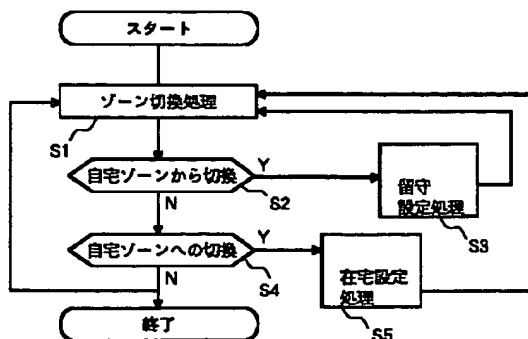 スタート
ゾーン切換処理
S1
自宅ゾーンから切換
Y
S2
N
留守
設定処理
S3
自宅ゾーンへの切換
Y
S4
N
在宅設定
処理
S5
終了